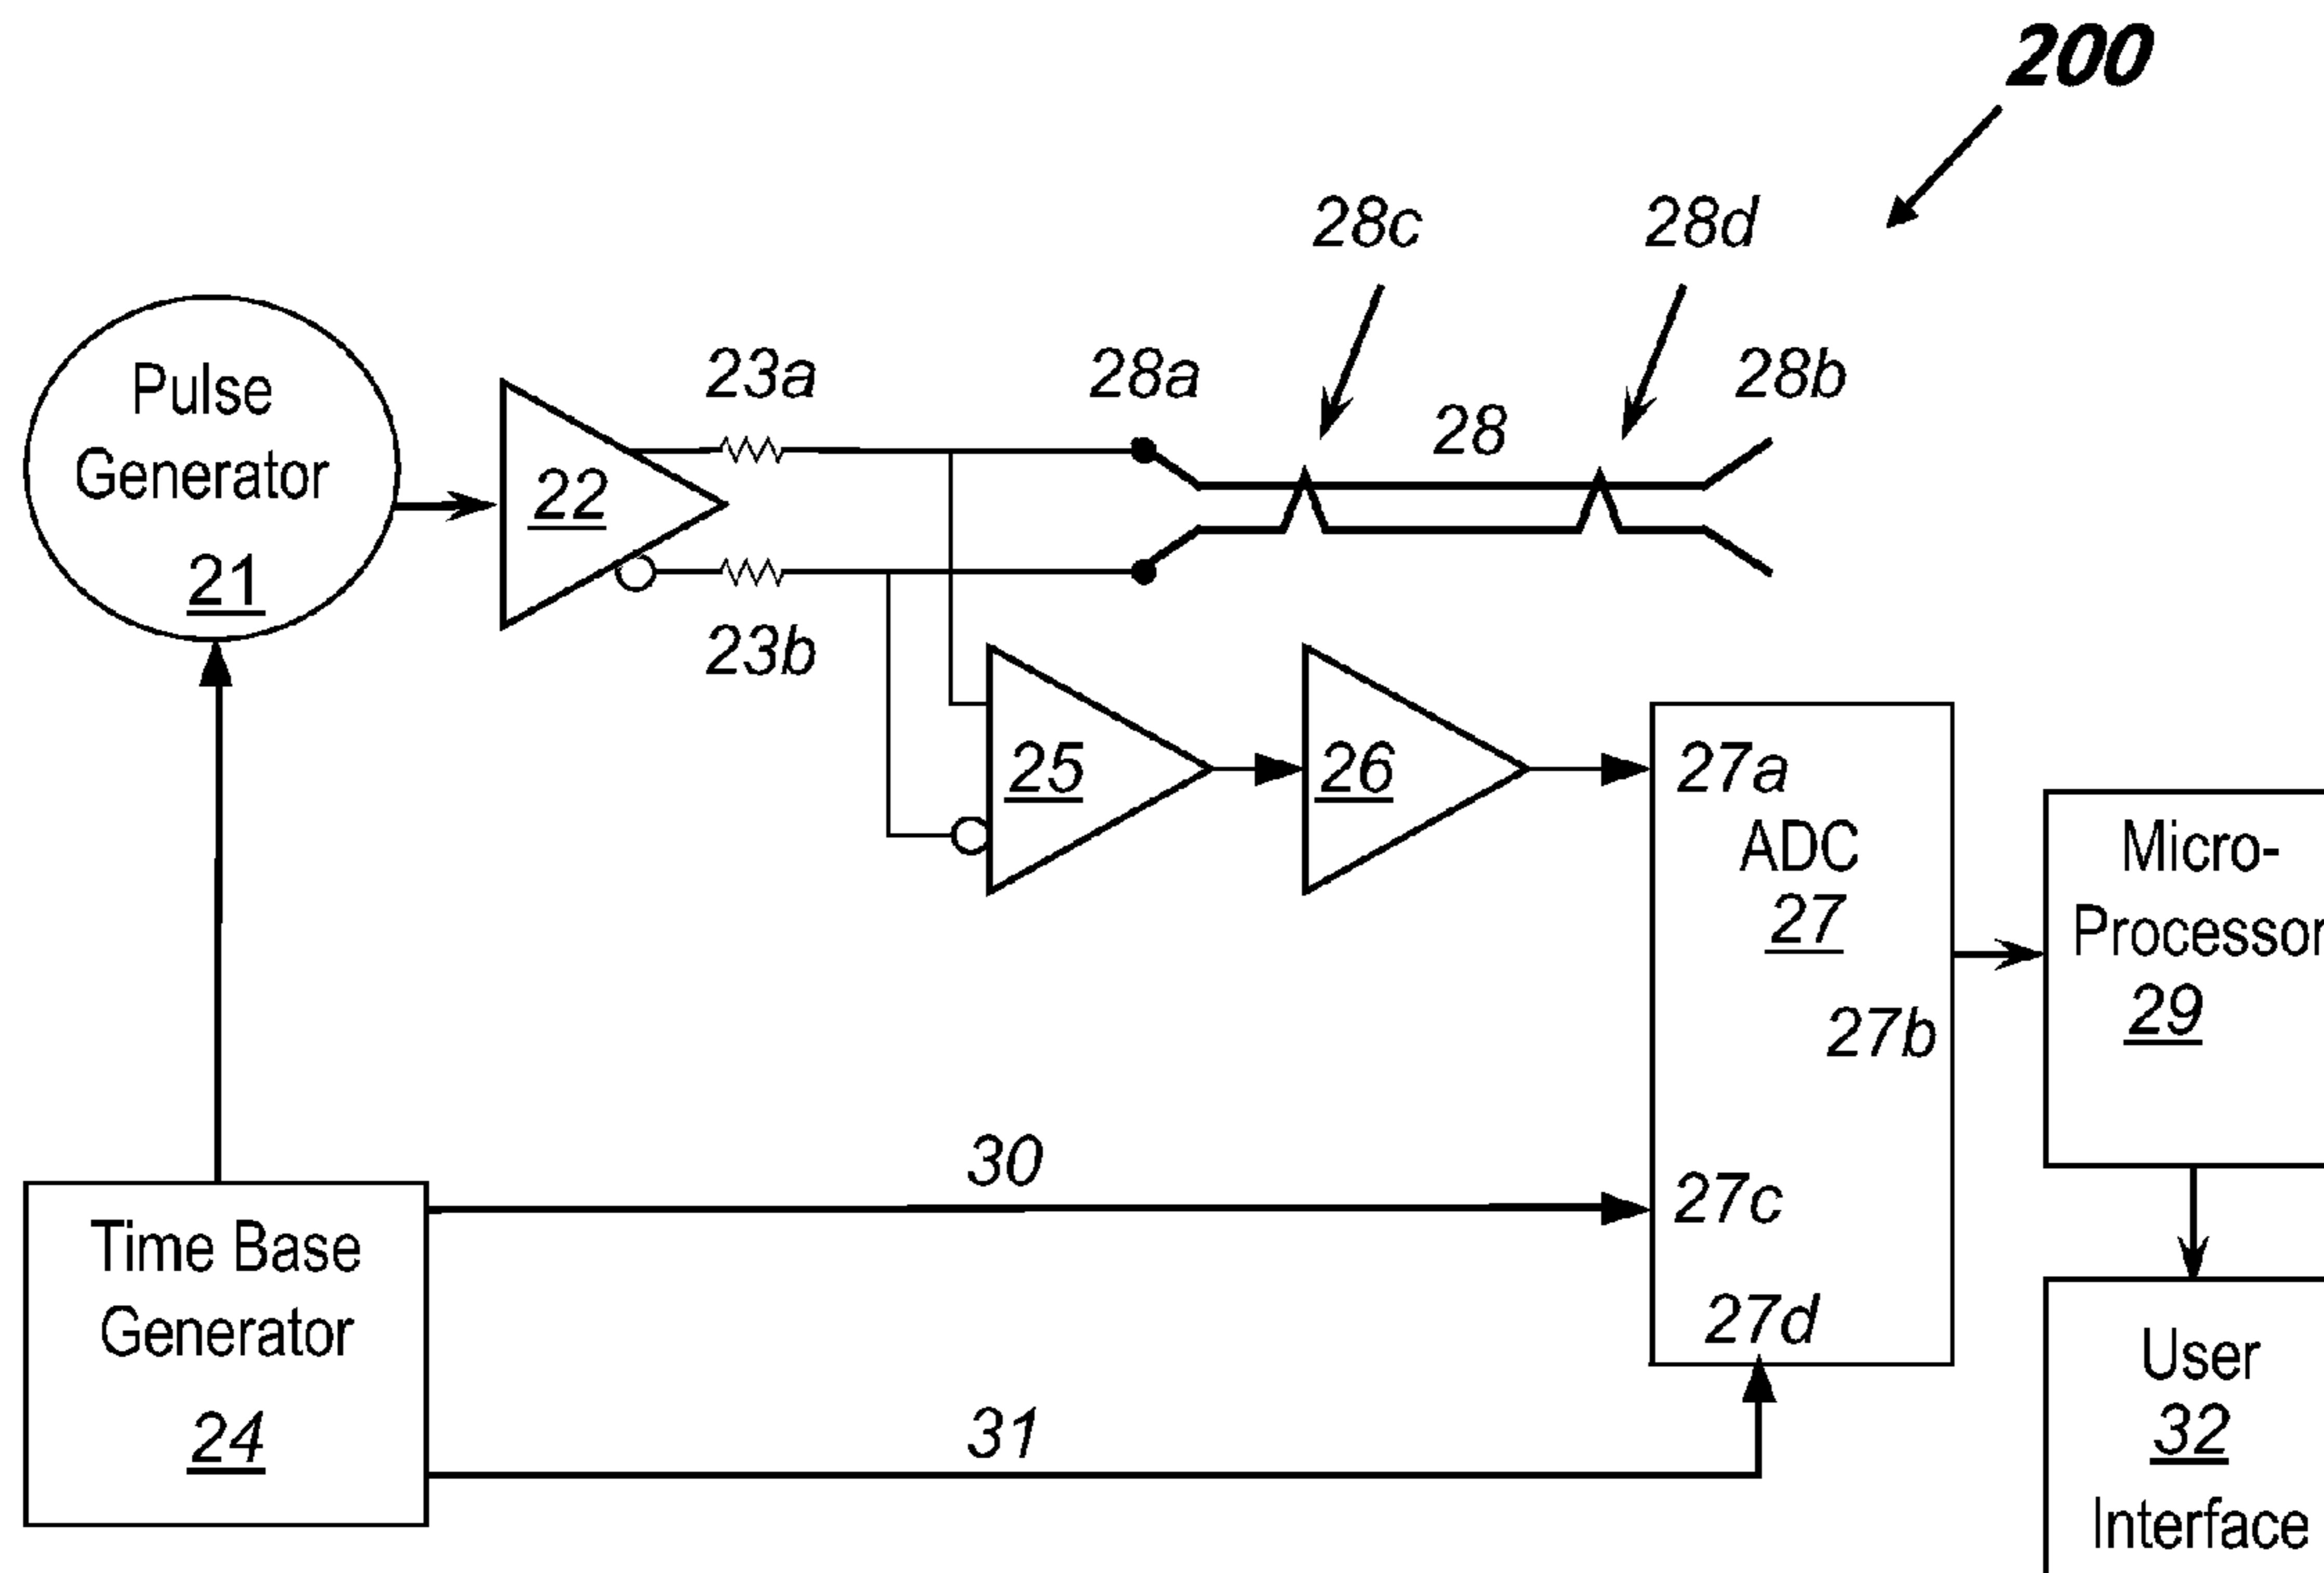 200
28c
28d
Pulse
Generator
21
22
23a
23b
28a
28
28b
25
26
27a
ADC
27
27b
27c
27d
Micro-
Processor
29
30
31
Time Base
Generator
24
User
32
Interface